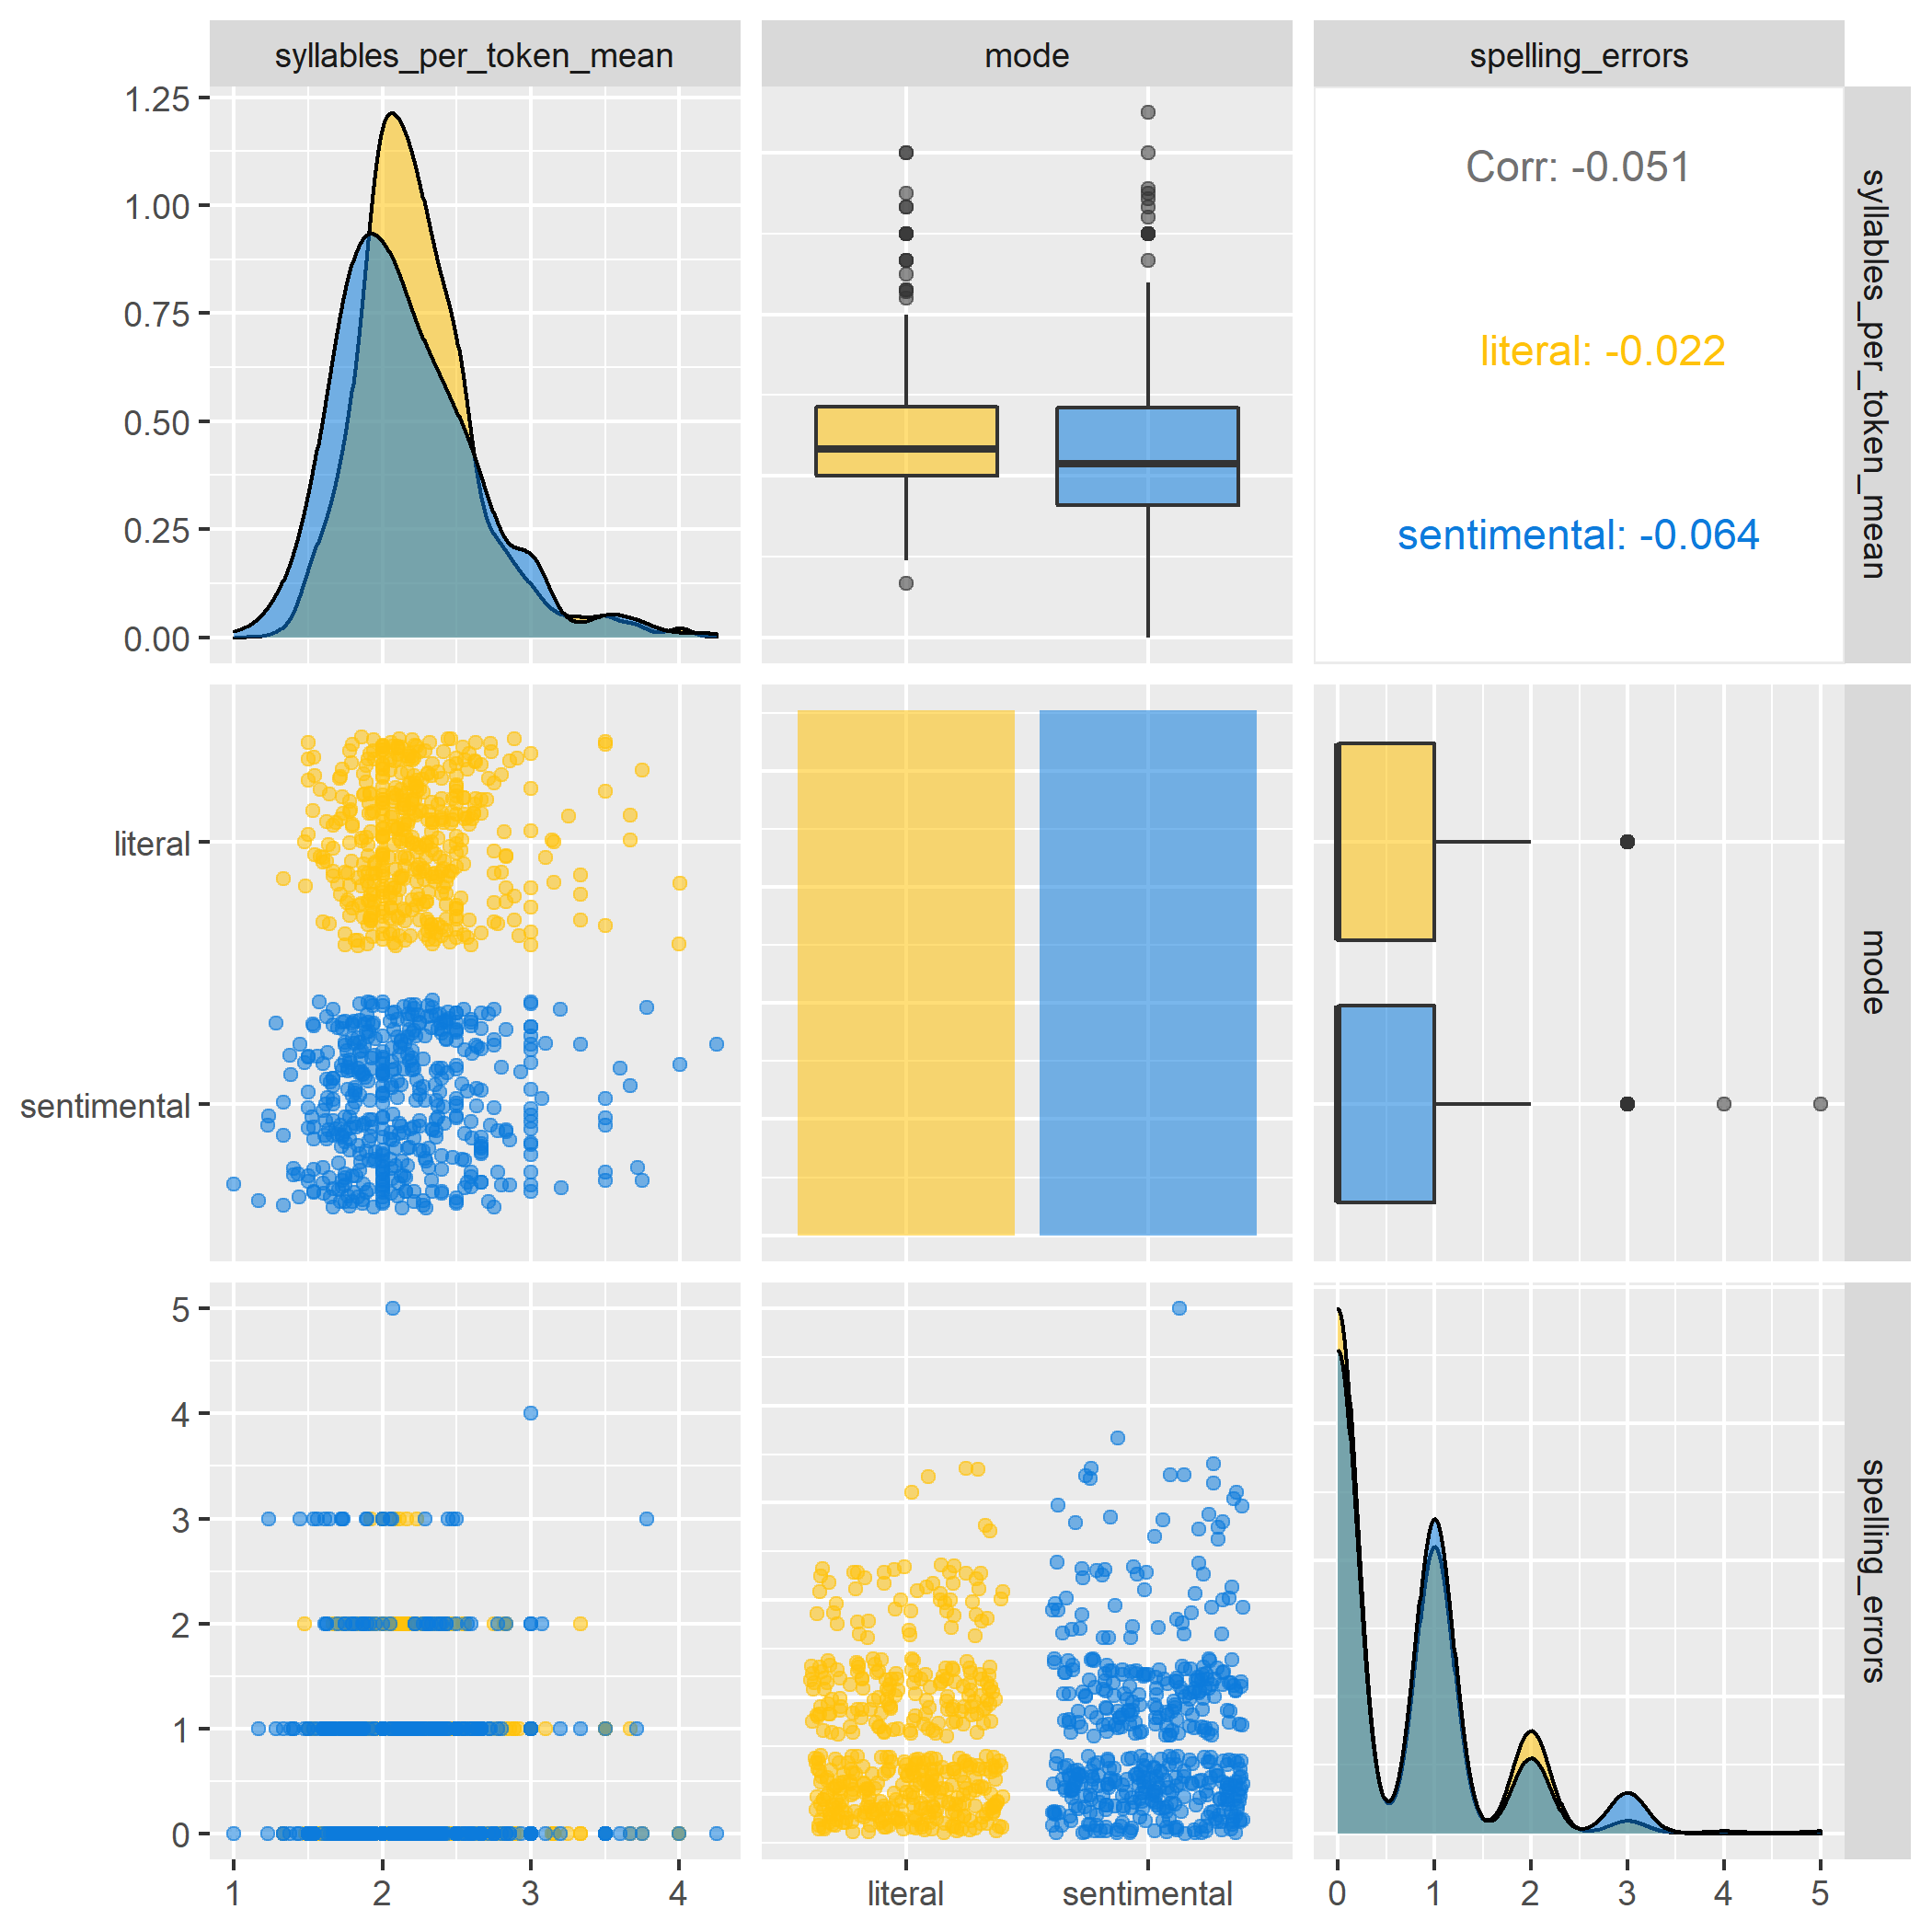 syllables_per_token_mean
mode
spelling_errors
1.25
1.00
0.75
0.50
0.25
0.00
Corr: -0.051
literal: -0.022
sentimental: -0.064
syllables_per_token_mean
literal
sentimental
mode
5
4
3
2
1
0
spelling_errors
1 2 3 4
literal sentimental
0 1 2 3 4 5